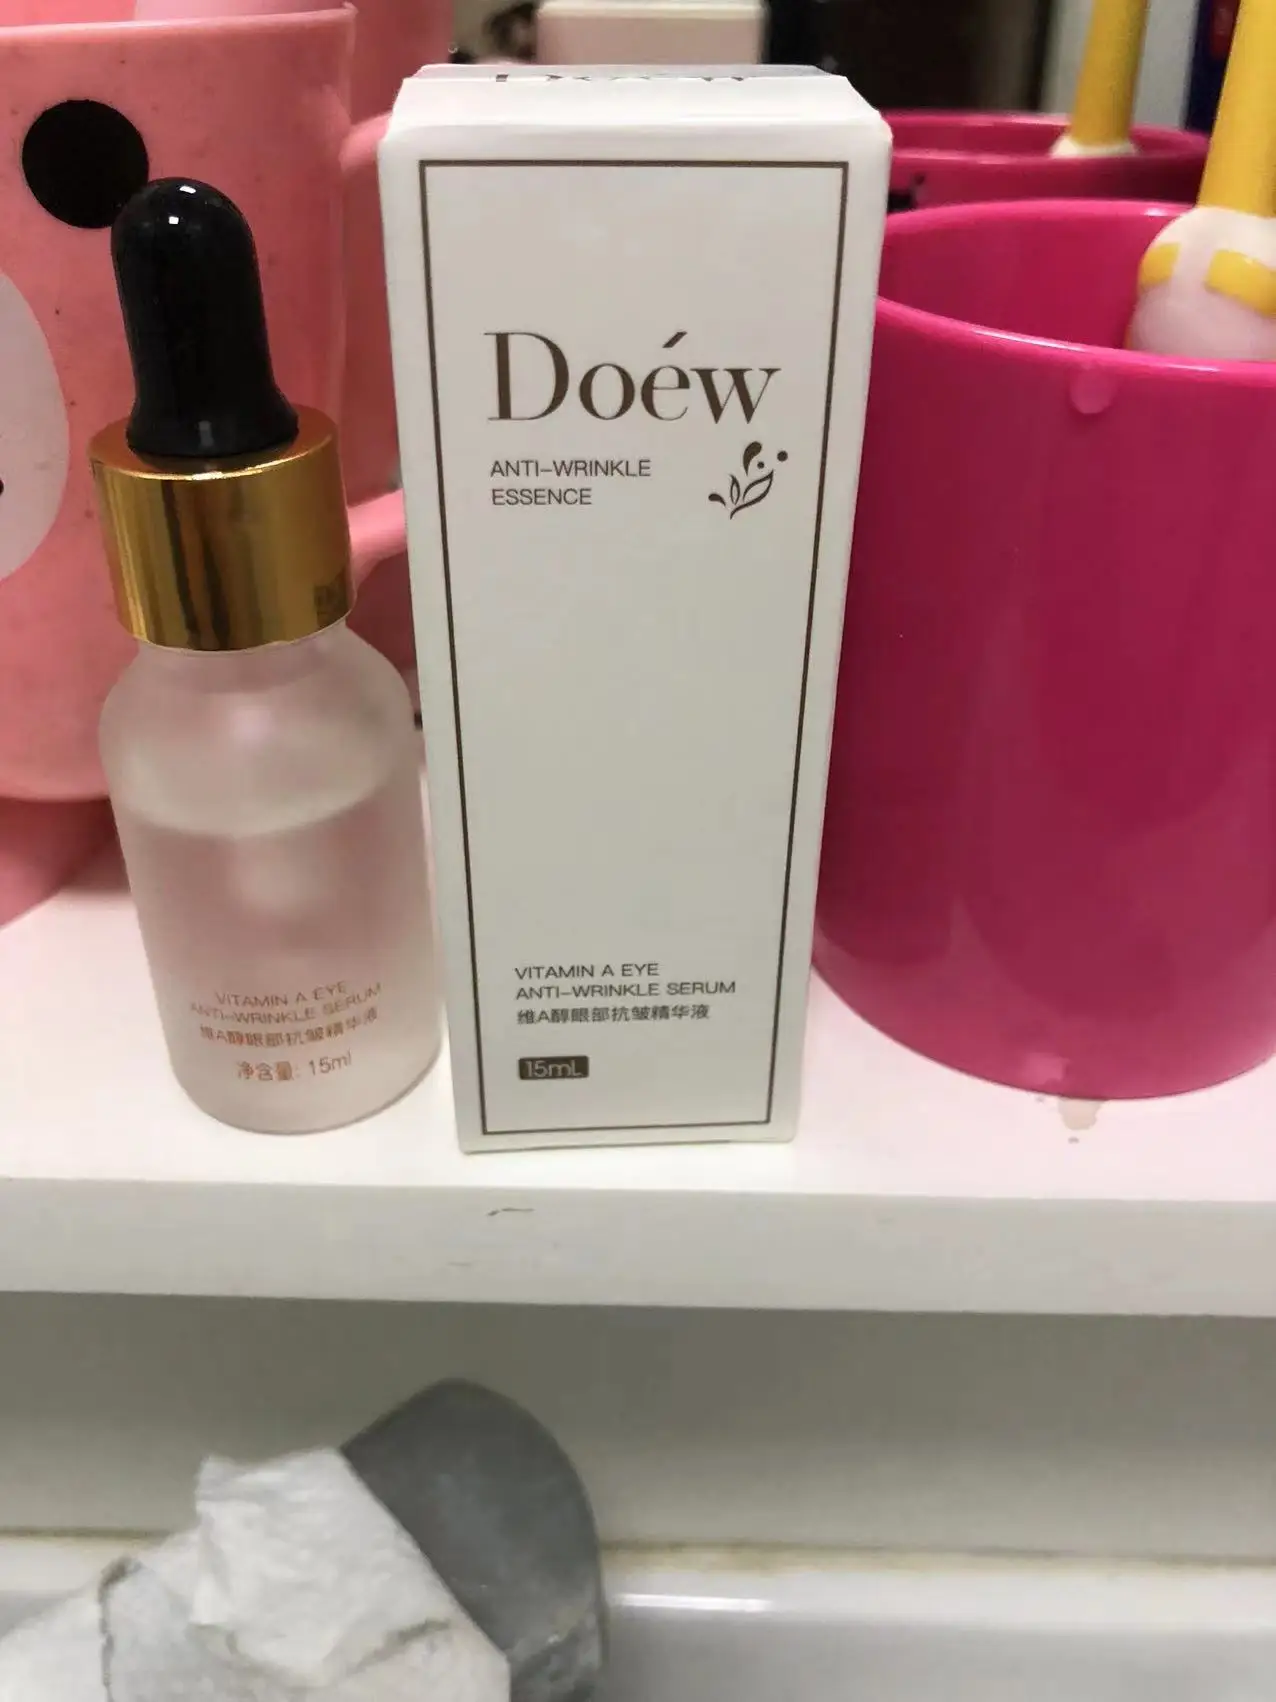 Doéw
ANTI-WRINKLE
ESSENCE
VITAMIN A EYE
ANTI-WRINKLE SERUM
维A醇眼部抗皱精华液
15mL
VITAMIN A EYE
ANTI-WRINKLE SERUM
维A醇眼部抗皱精华液
净含量: 15ml